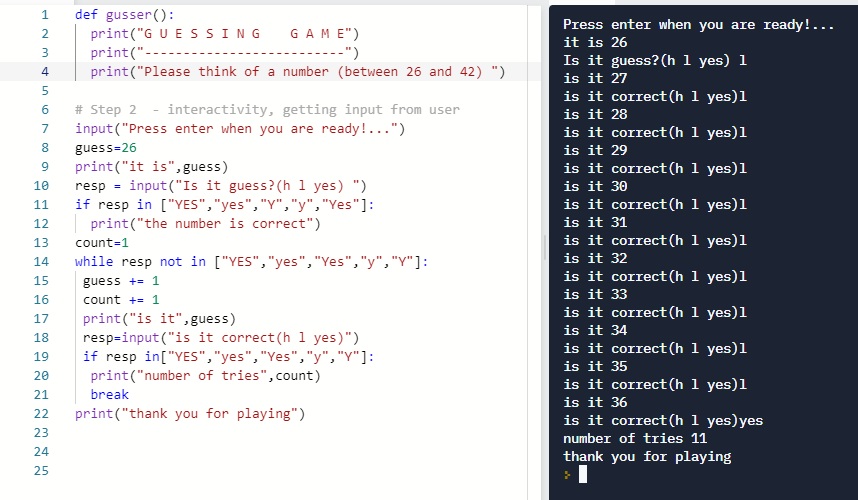 1 def gusser():
2 print("G U E S S I N G    G A M E")
3 print("--------------------------")
4 print("Please think of a number (between 26 and 42) ")
5
6 # Step 2  - interactivity, getting input from user
7 input("Press enter when you are ready!...")
8 guess=26
9 print("it is",guess)
10 resp = input("Is it guess?(h l yes) ")
11 if resp in ["YES","yes","Y","y","Yes"]:
12 print("the number is correct")
13 count=1
14 while resp not in ["YES","yes","Yes","y","Y"]:
15 guess += 1
16 count += 1
17 print("is it",guess)
18 resp=input("is it correct(h l yes)")
19 if resp in["YES","yes","Yes","y","Y"]:
20 print("number of tries",count)
21 break
22 print("thank you for playing")
23
24
25
Press enter when you are ready!...
it is 26
Is it guess?(h l yes) l
is it 27
is it correct(h l yes)l
is it 28
is it correct(h l yes)l
is it 29
is it correct(h l yes)l
is it 30
is it correct(h l yes)l
is it 31
is it correct(h l yes)l
is it 32
is it correct(h l yes)l
is it 33
is it correct(h l yes)l
is it 34
is it correct(h l yes)l
is it 35
is it correct(h l yes)l
is it 36
is it correct(h l yes)yes
number of tries 11
thank you for playing